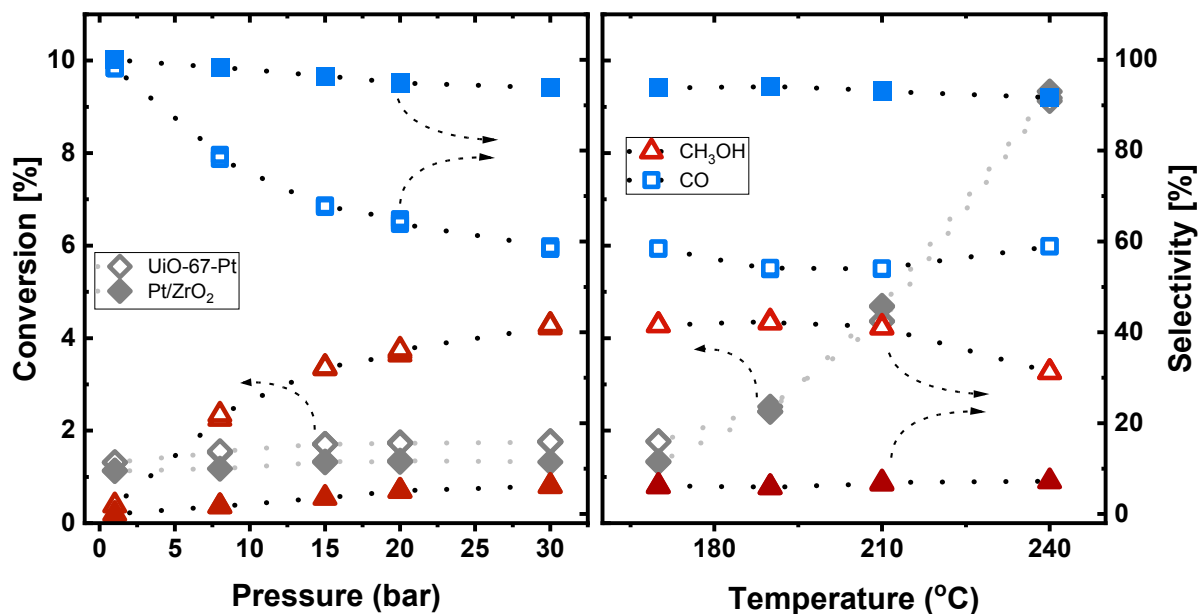 Conversion [%]
10
8
6
4
2
0
UiO-67-Pt
Pt/ZrO₂
0 5 10 15 20 25 30
Pressure (bar)
CH₃OH
CO
180 210 240
Temperature (°C)
100
80
60
40
20
0
Selectivity [%]